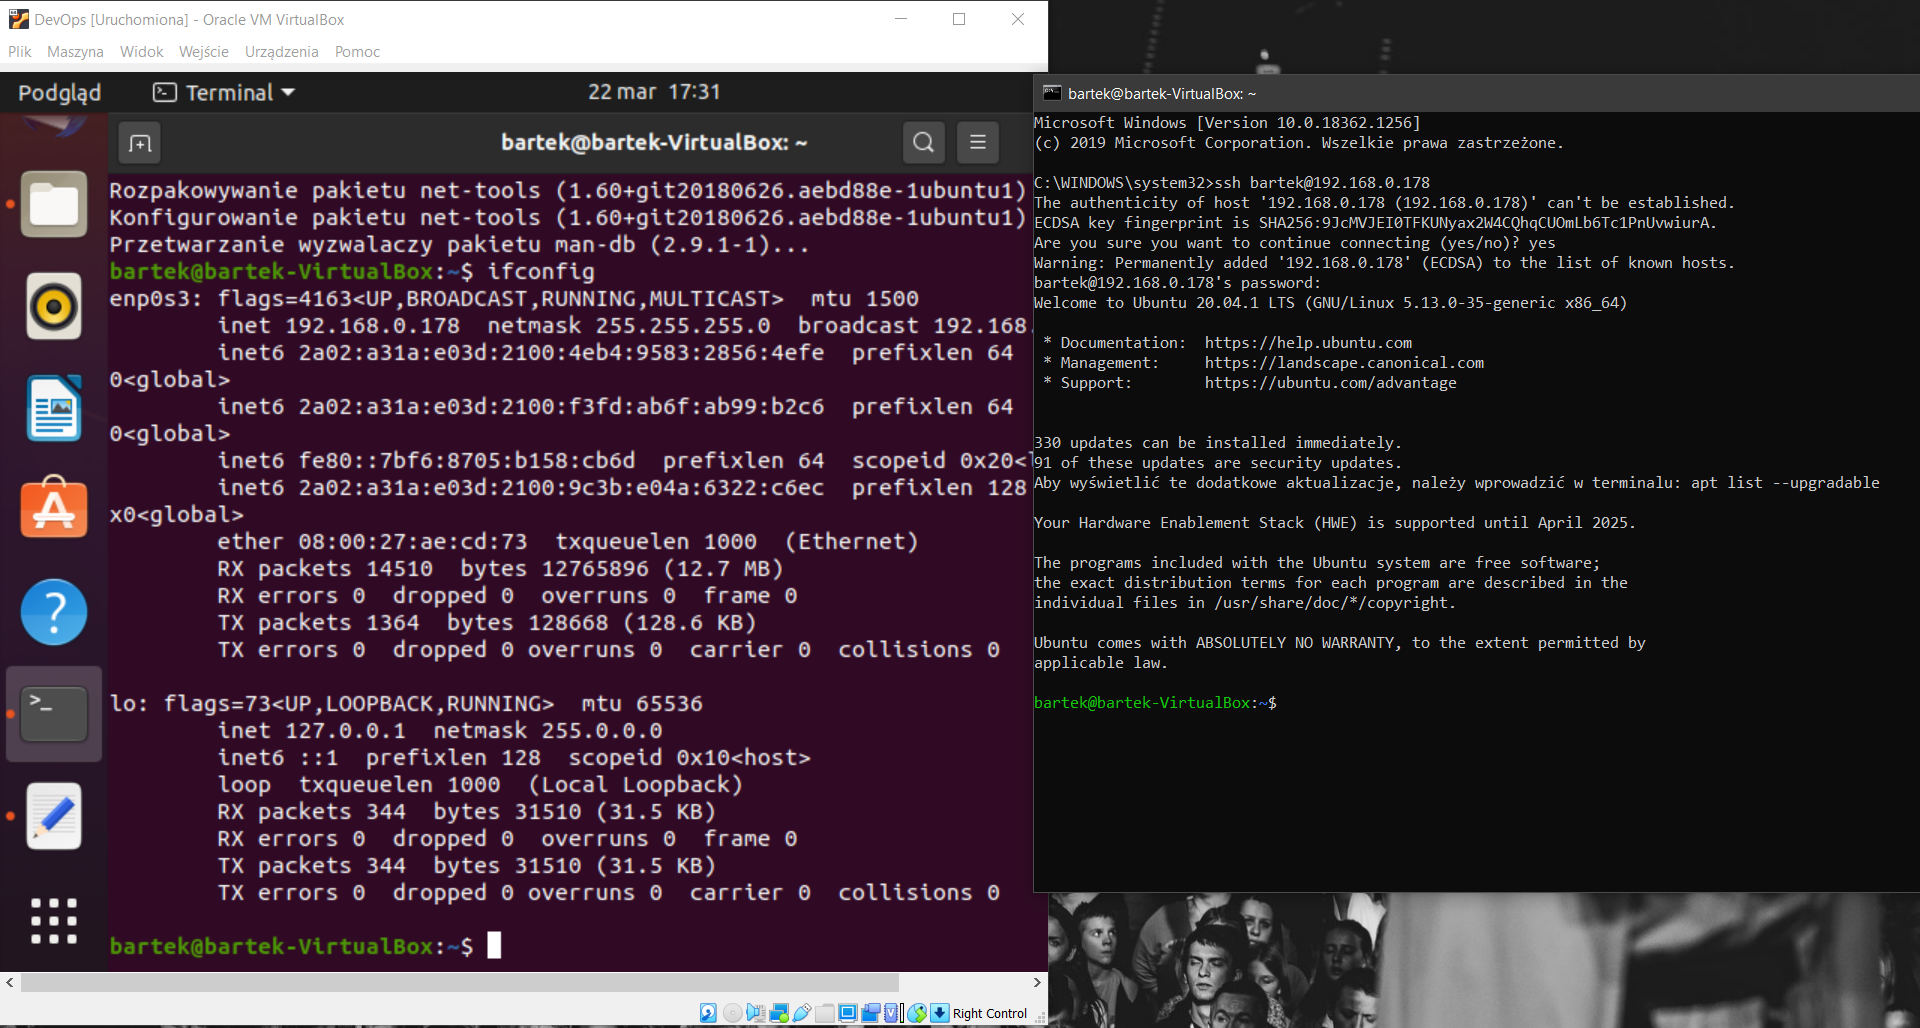 DevOps [Uruchomiona] - Oracle VM VirtualBox
Plik Maszyna Widok Wejście Urządzenia Pomoc
Podgląd Terminal 22 mar 17:31
bartek@bartek-VirtualBox: ~
Rozpakowywanie pakietu net-tools (1.60+git20180626.aebd88e-1ubuntu1)
Konfigurowanie pakietu net-tools (1.60+git20180626.aebd88e-1ubuntu1)
Przetwarzanie wyzwalaczy pakietu man-db (2.9.1-1)...
bartek@bartek-VirtualBox:~$ ifconfig
enp0s3: flags=4163<UP,BROADCAST,RUNNING,MULTICAST>  mtu 1500
inet 192.168.0.178  netmask 255.255.255.0  broadcast 192.168.
inet6 2a02:a31a:e03d:2100:4eb4:9583:2856:4efe  prefixlen 64
0<global>
inet6 2a02:a31a:e03d:2100:f3fd:ab6f:ab99:b2c6  prefixlen 64
0<global>
inet6 fe80::7bf6:8705:b158:cb6d  prefixlen 64  scopeid 0x20<l
inet6 2a02:a31a:e03d:2100:9c3b:e04a:6322:c6ec  prefixlen 128
x0<global>
ether 08:00:27:ae:cd:73  txqueuelen 1000  (Ethernet)
RX packets 14510  bytes 12765896 (12.7 MB)
RX errors 0  dropped 0  overruns 0  frame 0
TX packets 1364  bytes 128668 (128.6 KB)
TX errors 0  dropped 0 overruns 0  carrier 0  collisions 0
lo: flags=73<UP,LOOPBACK,RUNNING>  mtu 65536
inet 127.0.0.1  netmask 255.0.0.0
inet6 ::1  prefixlen 128  scopeid 0x10<host>
loop  txqueuelen 1000  (Local Loopback)
RX packets 344  bytes 31510 (31.5 KB)
RX errors 0  dropped 0  overruns 0  frame 0
TX packets 344  bytes 31510 (31.5 KB)
TX errors 0  dropped 0 overruns 0  carrier 0  collisions 0
bartek@bartek-VirtualBox:~$
Right Control
bartek@bartek-VirtualBox: ~
Microsoft Windows [Version 10.0.18362.1256]
(c) 2019 Microsoft Corporation. Wszelkie prawa zastrzeżone.
C:\WINDOWS\system32>ssh bartek@192.168.0.178
The authenticity of host '192.168.0.178 (192.168.0.178)' can't be established.
ECDSA key fingerprint is SHA256:9JcMVJEI0TFKUNyax2W4CQhqCUOmLb6Tc1PnUvwiurA.
Are you sure you want to continue connecting (yes/no)? yes
Warning: Permanently added '192.168.0.178' (ECDSA) to the list of known hosts.
bartek@192.168.0.178's password:
Welcome to Ubuntu 20.04.1 LTS (GNU/Linux 5.13.0-35-generic x86_64)
* Documentation:  https://help.ubuntu.com
* Management:     https://landscape.canonical.com
* Support:        https://ubuntu.com/advantage
330 updates can be installed immediately.
91 of these updates are security updates.
Aby wyświetlić te dodatkowe aktualizacje, należy wprowadzić w terminalu: apt list --upgradable
Your Hardware Enablement Stack (HWE) is supported until April 2025.
The programs included with the Ubuntu system are free software;
the exact distribution terms for each program are described in the
individual files in /usr/share/doc/*/copyright.
Ubuntu comes with ABSOLUTELY NO WARRANTY, to the extent permitted by
applicable law.
bartek@bartek-VirtualBox:~$